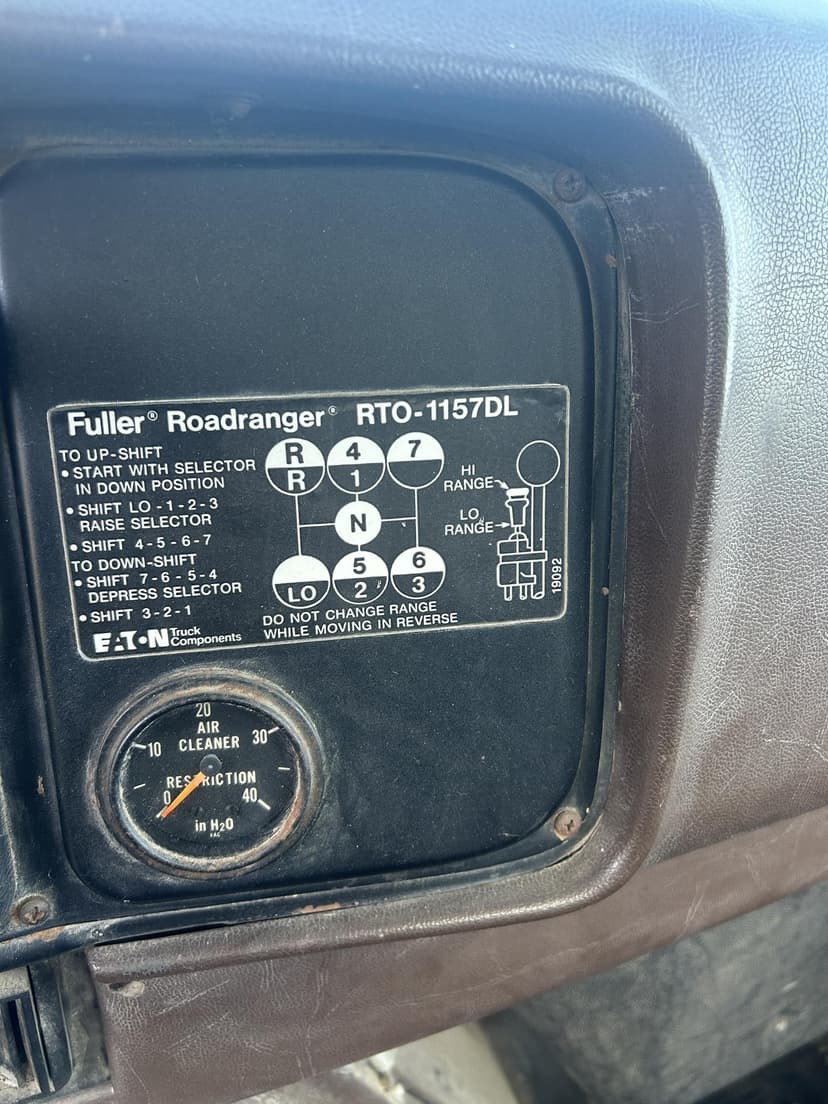 Fuller® Roadranger® RTO-1157DL
TO UP-SHIFT
• START WITH SELECTOR
IN DOWN POSITION
• SHIFT LO-1-2-3
RAISE SELECTOR
• SHIFT 4-5-6-7
TO DOWN-SHIFT
• SHIFT 7-6-5-4
DEPRESS SELECTOR
• SHIFT 3-2-1
EATON Truck
Components
R 4 7
R 1
N
5 6
LO 2 3
DO NOT CHANGE RANGE
WHILE MOVING IN REVERSE
HI
RANGE
LO
RANGE
19092
20
AIR
10 CLEANER 30
RESTRICTION
0 40
in H2O